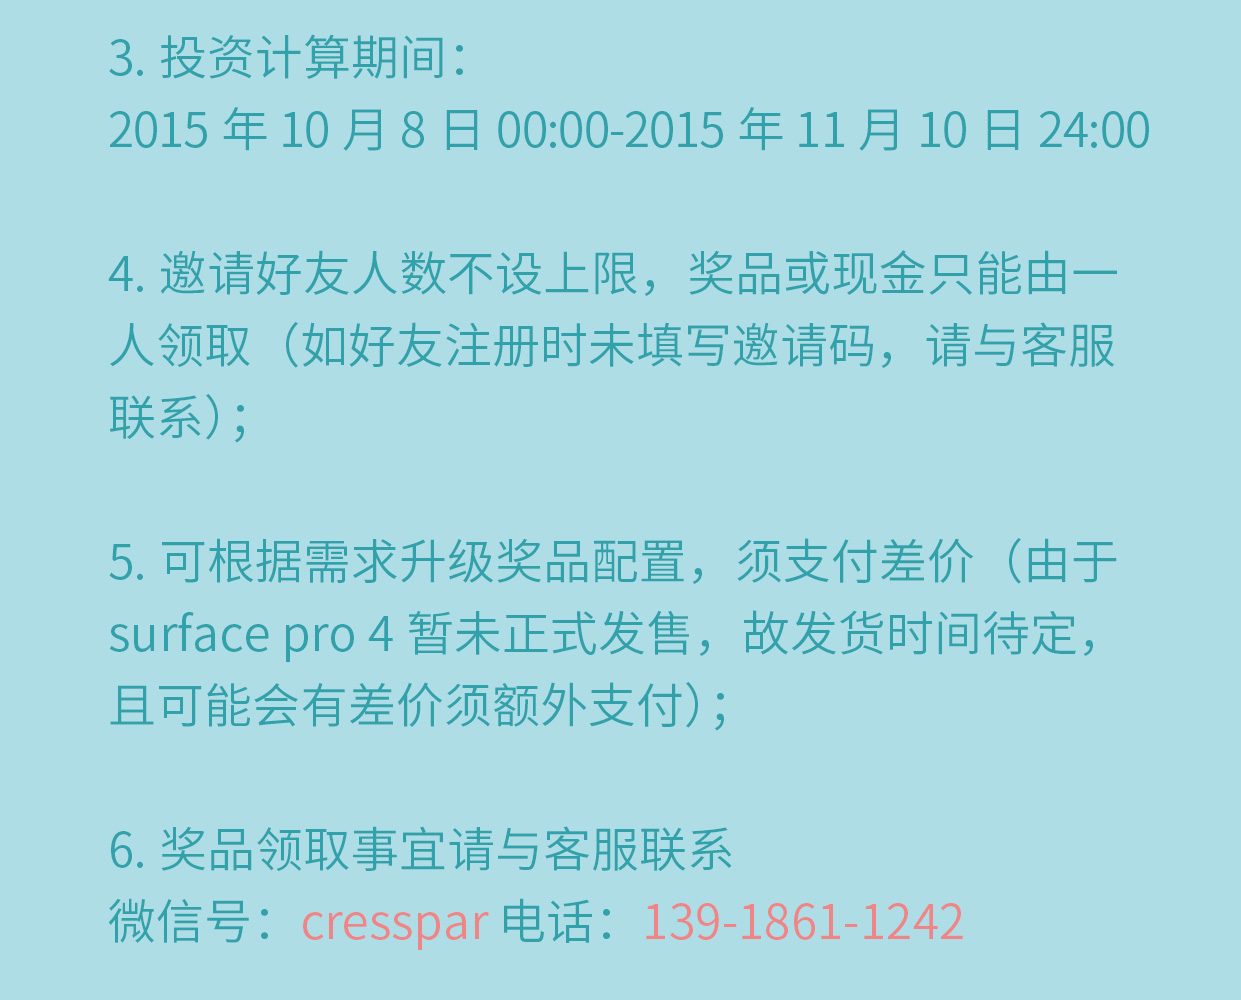 3. 投资计算期间：
2015 年 10 月 8 日 00:00-2015 年 11 月 10 日 24:00
4. 邀请好友人数不设上限，奖品或现金只能由一
人领取（如好友注册时未填写邀请码，请与客服
联系）；
5. 可根据需求升级奖品配置，须支付差价（由于
surface pro 4 暂未正式发售，故发货时间待定，
且可能会有差价须额外支付）；
6. 奖品领取事宜请与客服联系
微信号：cresspar 电话：139-1861-1242